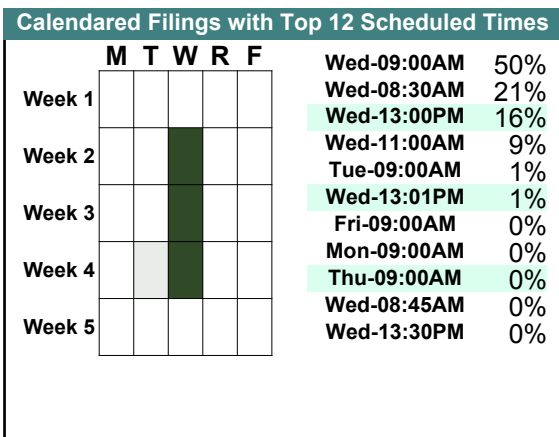 Calendared Filings with Top 12 Scheduled Times
M T W R F
Week 1
Week 2
Week 3
Week 4
Week 5
Wed-09:00AM 50%
Wed-08:30AM 21%
Wed-13:00PM 16%
Wed-11:00AM 9%
Tue-09:00AM 1%
Wed-13:01PM 1%
Fri-09:00AM 0%
Mon-09:00AM 0%
Thu-09:00AM 0%
Wed-08:45AM 0%
Wed-13:30PM 0%